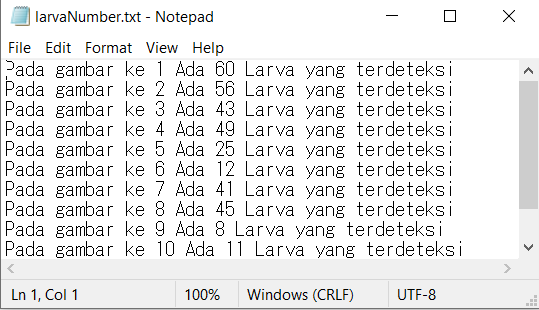 larvaNumber.txt - Notepad
File Edit Format View Help
Pada gambar ke 1 Ada 60 Larva yang terdeteksi
Pada gambar ke 2 Ada 56 Larva yang terdeteksi
Pada gambar ke 3 Ada 43 Larva yang terdeteksi
Pada gambar ke 4 Ada 49 Larva yang terdeteksi
Pada gambar ke 5 Ada 25 Larva yang terdeteksi
Pada gambar ke 6 Ada 12 Larva yang terdeteksi
Pada gambar ke 7 Ada 41 Larva yang terdeteksi
Pada gambar ke 8 Ada 45 Larva yang terdeteksi
Pada gambar ke 9 Ada 8 Larva yang terdeteksi
Pada gambar ke 10 Ada 11 Larva yang terdeteksi
Ln 1, Col 1 100% Windows (CRLF) UTF-8